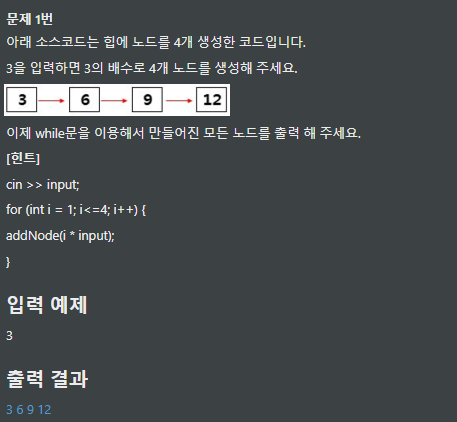 문제 1번
아래 소스코드는 힙에 노드를 4개 생성한 코드입니다.
3을 입력하면 3의 배수로 4개 노드를 생성해 주세요.
3 6 9 12
이제 while문을 이용해서 만들어진 모든 노드를 출력 해 주세요.
[힌트]
cin >> input;
for (int i = 1; i<=4; i++) {
addNode(i * input);
}
입력 예제
3
출력 결과
3 6 9 12